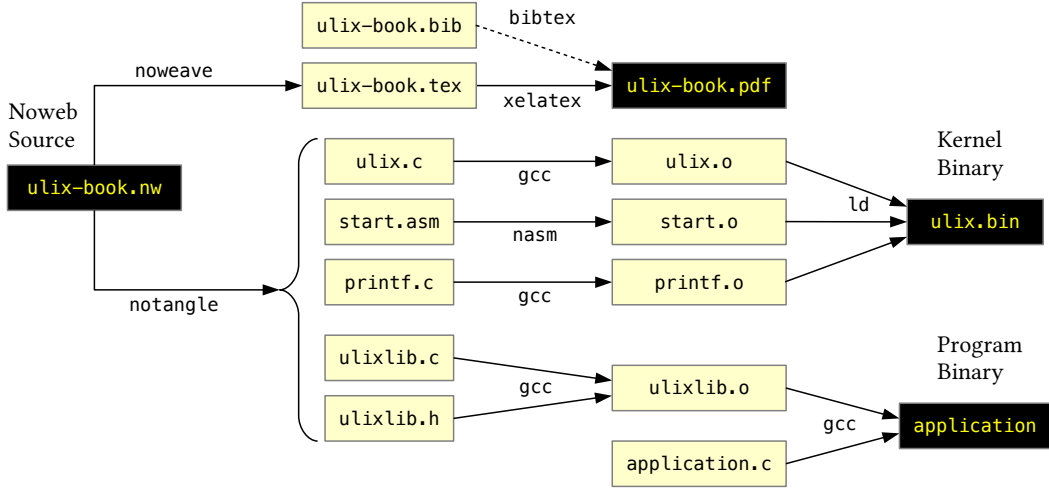 ulix-book.bib
bibtex
noweave
ulix-book.tex
xelatex
ulix-book.pdf
Noweb
Source
ulix-book.nw
notangle
ulix.c
gcc
ulix.o
Kernel
Binary
start.asm
nasm
start.o
ld
ulix.bin
printf.c
gcc
printf.o
ulixlib.c
gcc
ulixlib.h
ulixlib.o
Program
Binary
gcc
application
application.c